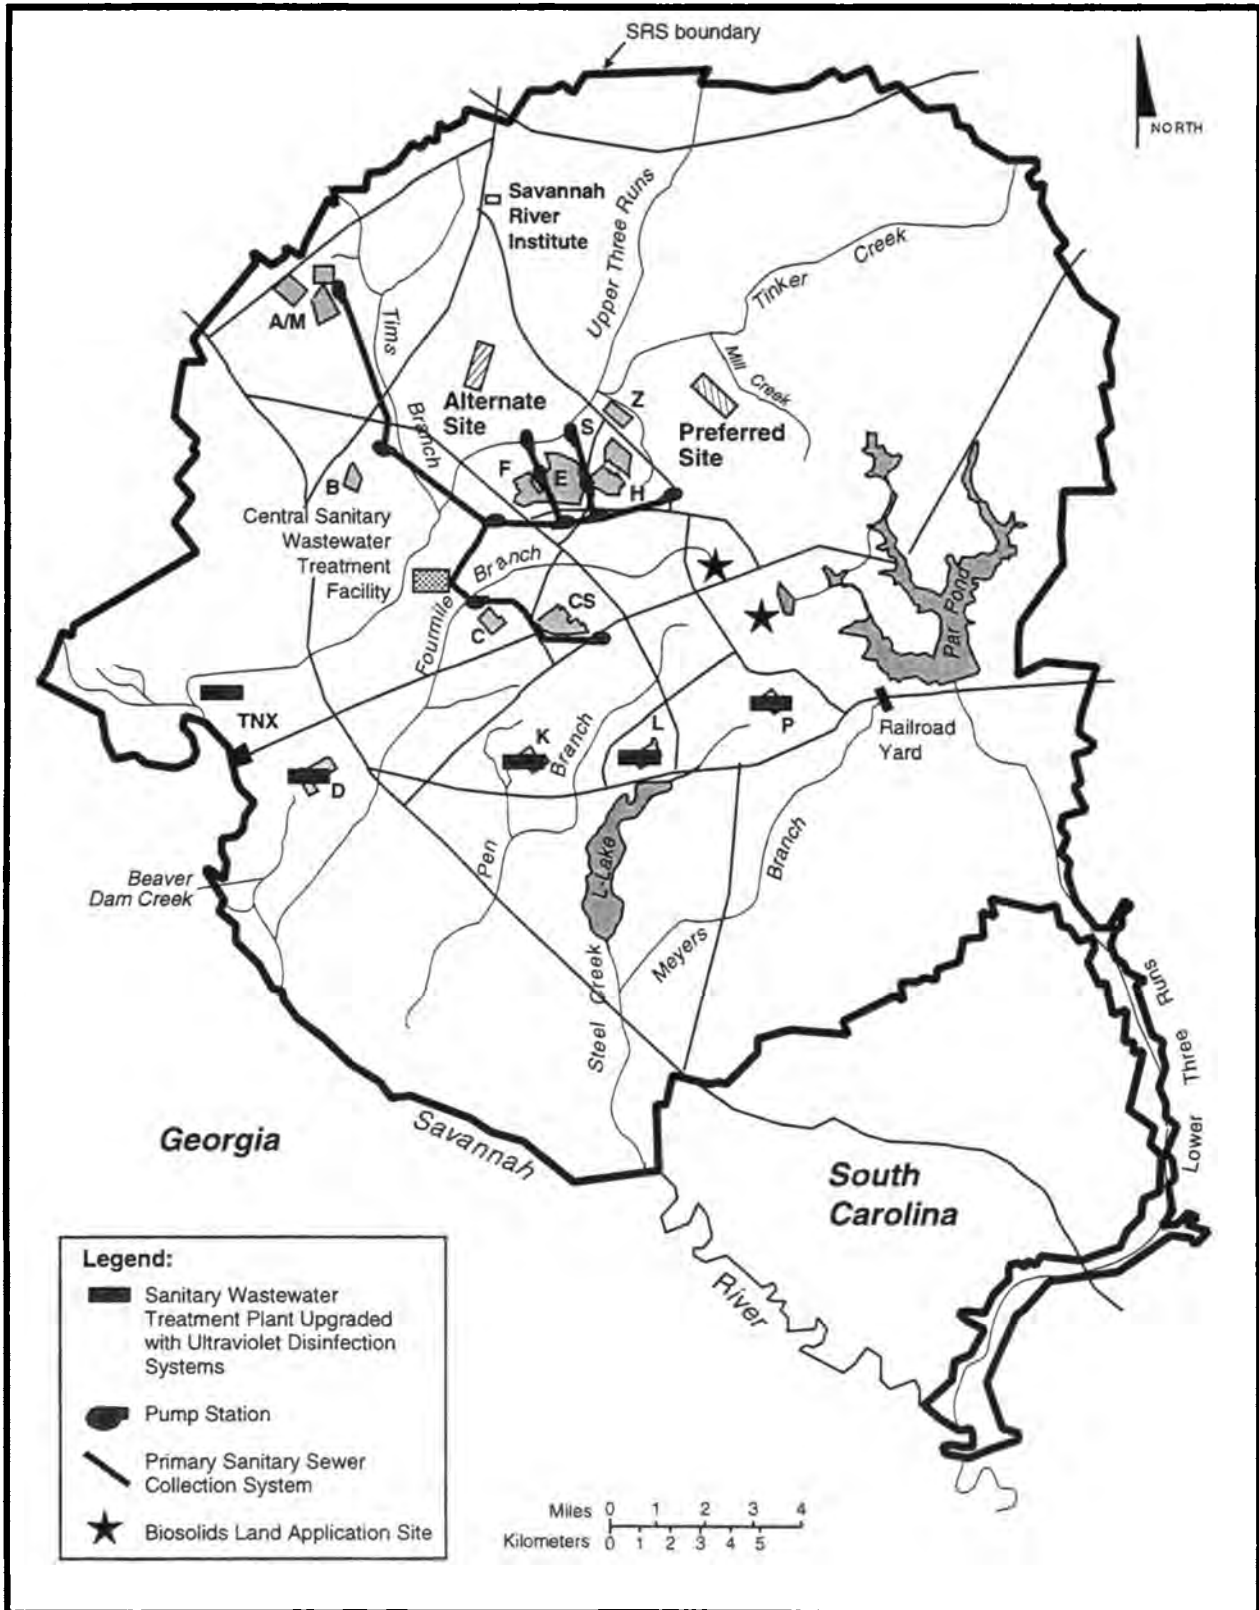 SRS boundary
NORTH
Savannah
River
Institute
Upper Three Runs
Tinker Creek
Mill Creek
A/M
Tims Branch
Alternate
Site
Z
Preferred
Site
S
F
E
H
B
Central Sanitary
Wastewater
Treatment
Facility
Fourmile Branch
C
CS
Par Pond
TNX
D
K
L
P
Railroad
Yard
Pen Branch
L-Lake
Beaver
Dam Creek
Meyers Branch
Steel Creek
Lower Three Runs
Georgia
Savannah River
South
Carolina
Legend:
Sanitary Wastewater
Treatment Plant Upgraded
with Ultraviolet Disinfection
Systems
Pump Station
Primary Sanitary Sewer
Collection System
Biosolids Land Application Site
Miles 0 1 2 3 4
Kilometers 0 1 2 3 4 5